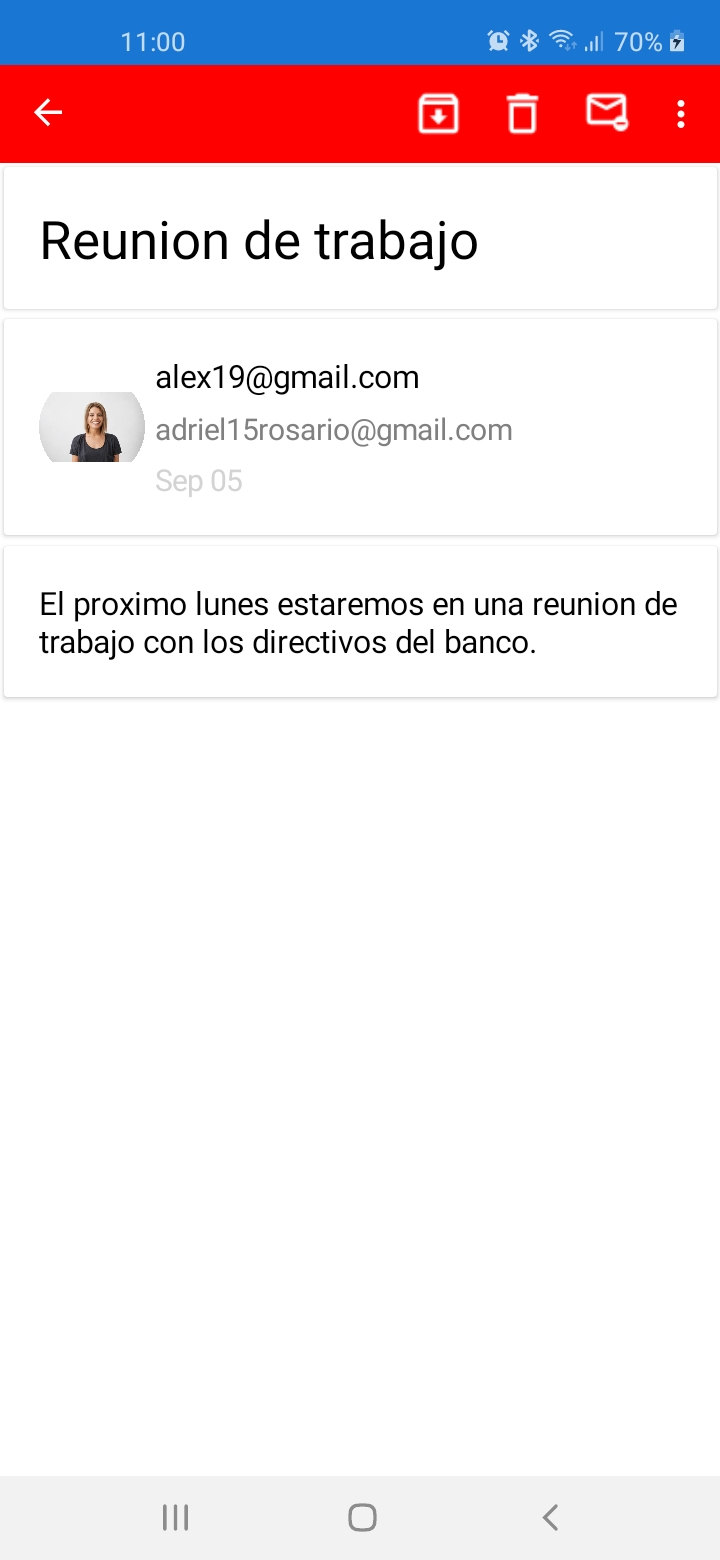 11:00
70%
Reunion de trabajo
alex19@gmail.com
adriel15rosario@gmail.com
Sep 05
El proximo lunes estaremos en una reunion de
trabajo con los directivos del banco.